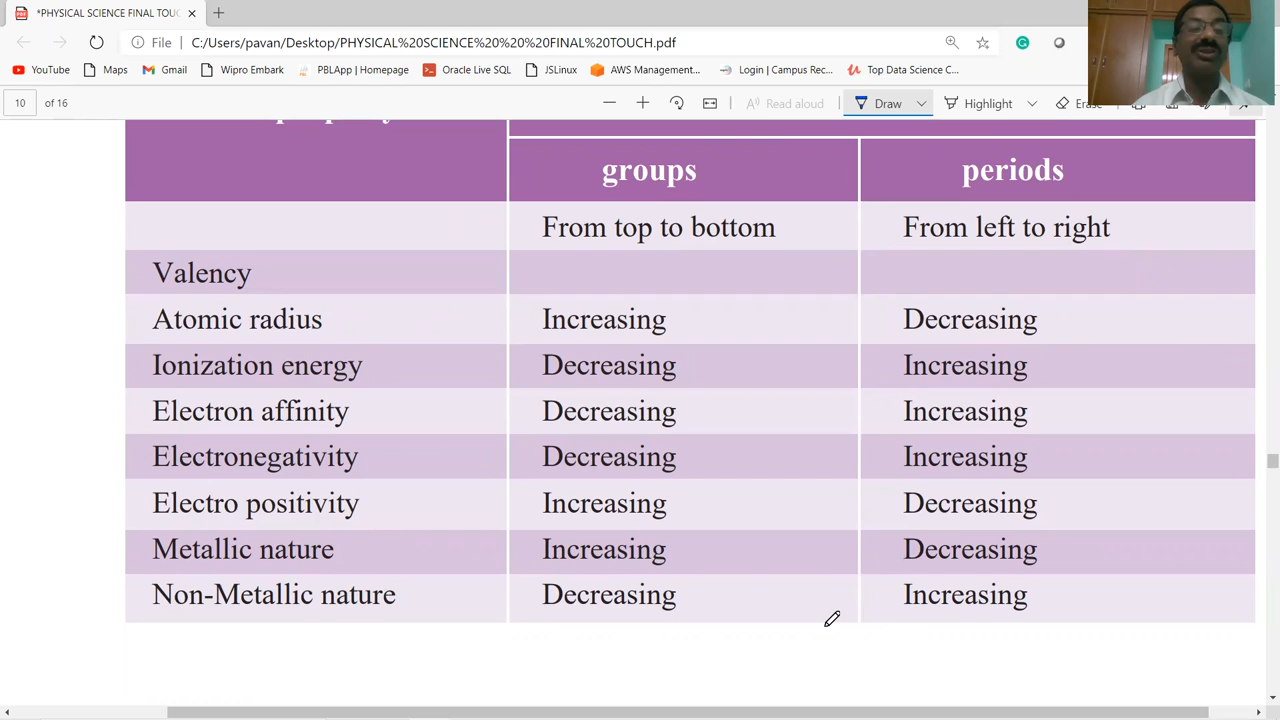 *PHYSICAL SCIENCE FINAL TOUC
File C:/Users/pavan/Desktop/PHYSICAL%20SCIENCE%20%20%20FINAL%20TOUCH.pdf
YouTube Maps Gmail Wipro Embark PBLApp | Homepage Oracle Live SQL JSLinux AWS Management... Login | Campus Rec... Top Data Science C...
10 of 16 Read aloud Draw Highlight Erase
groups periods
From top to bottom From left to right
Valency
Atomic radius Increasing Decreasing
Ionization energy Decreasing Increasing
Electron affinity Decreasing Increasing
Electronegativity Decreasing Increasing
Electro positivity Increasing Decreasing
Metallic nature Increasing Decreasing
Non-Metallic nature Decreasing Increasing